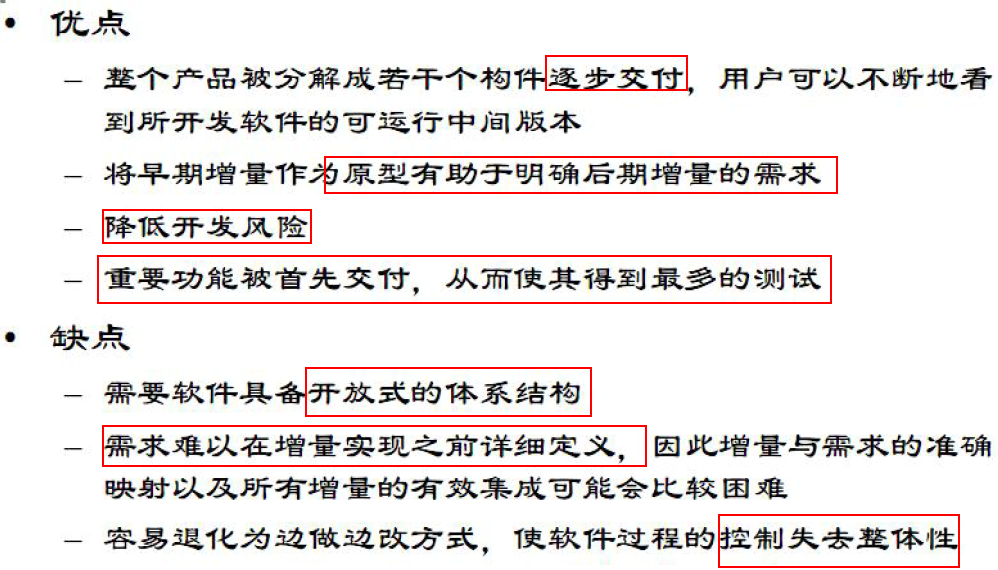 • 优点
– 整个产品被分解成若干个构件逐步交付，用户可以不断地看
到所开发软件的可运行中间版本
– 将早期增量作为原型有助于明确后期增量的需求
– 降低开发风险
– 重要功能被首先交付，从而使其得到最多的测试
• 缺点
– 需要软件具备开放式的体系结构
– 需求难以在增量实现之前详细定义，因此增量与需求的准确
映射以及所有增量的有效集成可能会比较困难
– 容易退化为边做边改方式，使软件过程的控制失去整体性